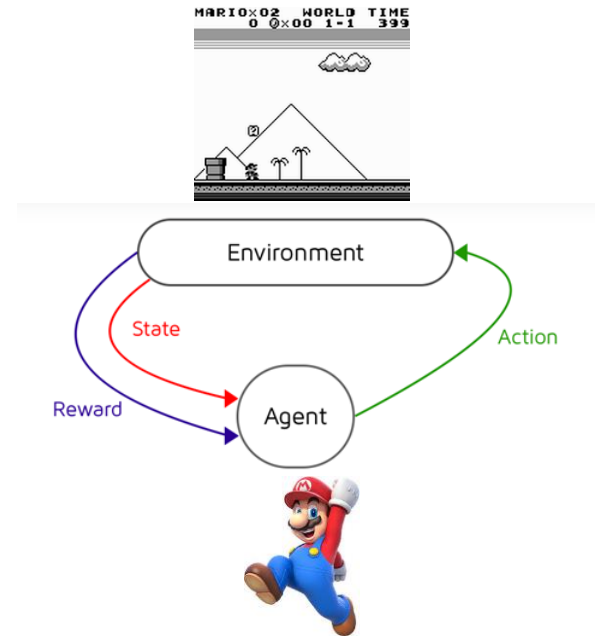 MARIO×02 WORLD TIME
0 ×00 1-1 399
?
Environment
State
Action
Reward
Agent
M